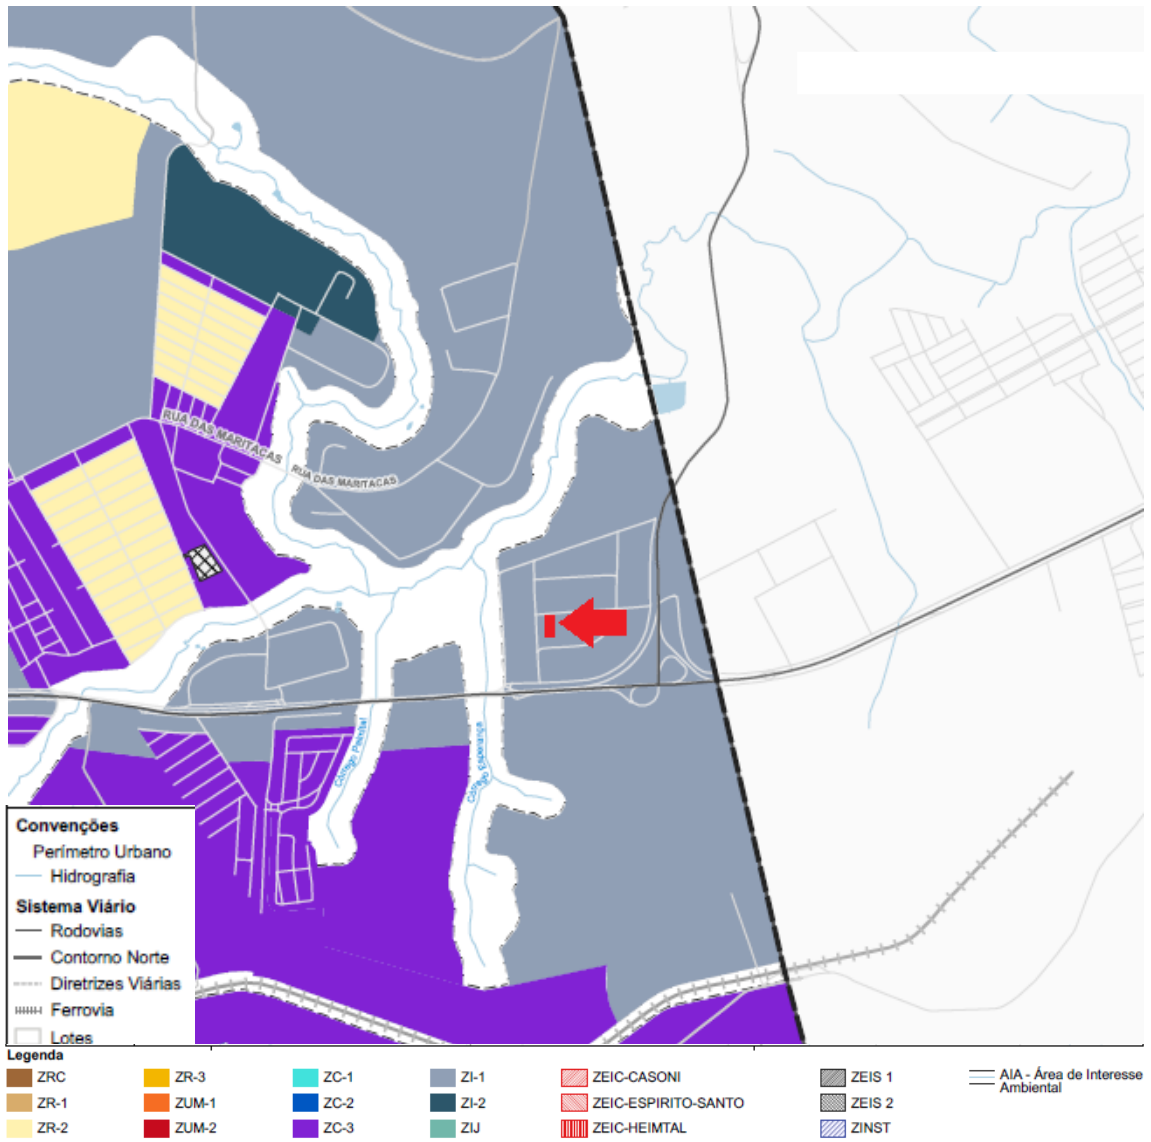 RUA DAS MARITACAS
RUA DAS MARITACAS
Córrego Pairital
Córrego Esperança
Convenções
Perímetro Urbano
Hidrografia
Sistema Viário
Rodovias
Contorno Norte
Diretrizes Viárias
Ferrovia
Lotes
Legenda
ZRC
ZR-3
ZC-1
ZI-1
ZEIC-CASONI
ZEIS 1
AIA - Área de Interesse
Ambiental
ZR-1
ZUM-1
ZC-2
ZI-2
ZEIC-ESPIRITO-SANTO
ZEIS 2
ZR-2
ZUM-2
ZC-3
ZIJ
ZEIC-HEIMTAL
ZINST